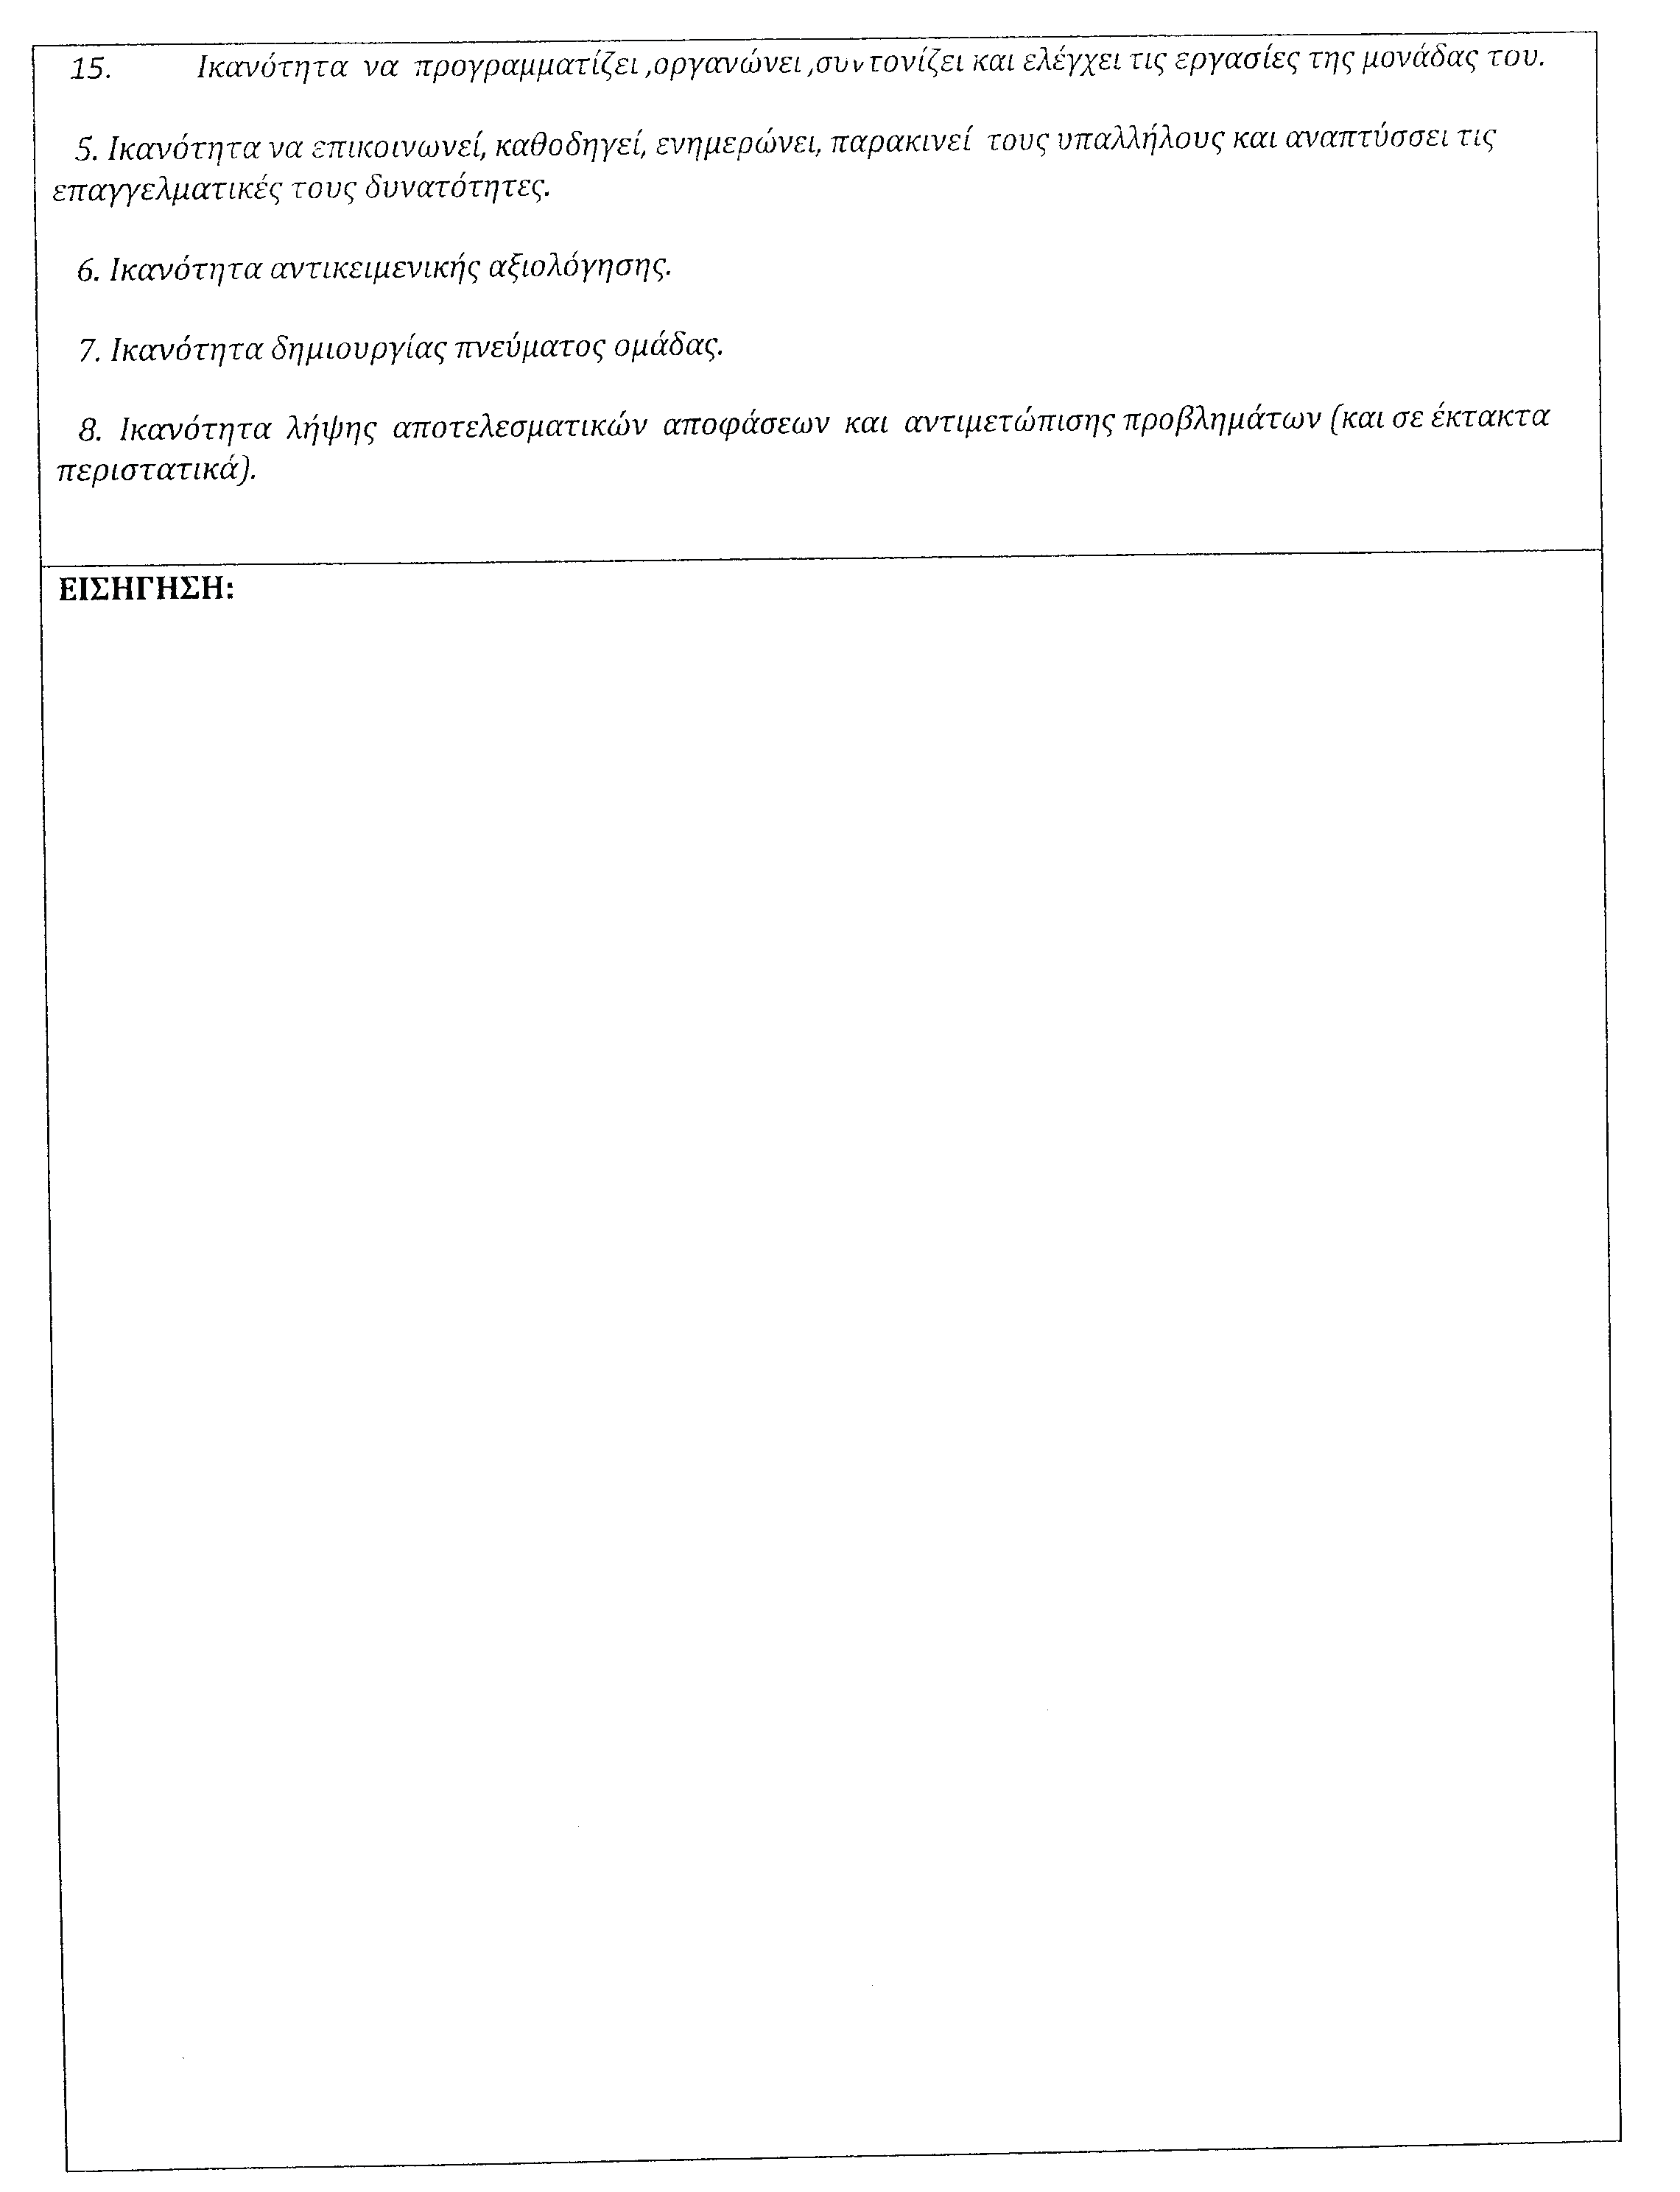 15. Ικανότητα να προγραμματίζει ,οργανώνει ,συντονίζει και ελέγχει τις εργασίες της μονάδας του.
5. Ικανότητα να επικοινωνεί, καθοδηγεί, ενημερώνει, παρακινεί τους υπαλλήλους και αναπτύσσει τις
επαγγελματικές τους δυνατότητες.
6. Ικανότητα αντικειμενικής αξιολόγησης.
7. Ικανότητα δημιουργίας πνεύματος ομάδας.
8. Ικανότητα λήψης αποτελεσματικών αποφάσεων και αντιμετώπισης προβλημάτων (και σε έκτακτα
περιστατικά).
ΕΙΣΗΓΗΣΗ: